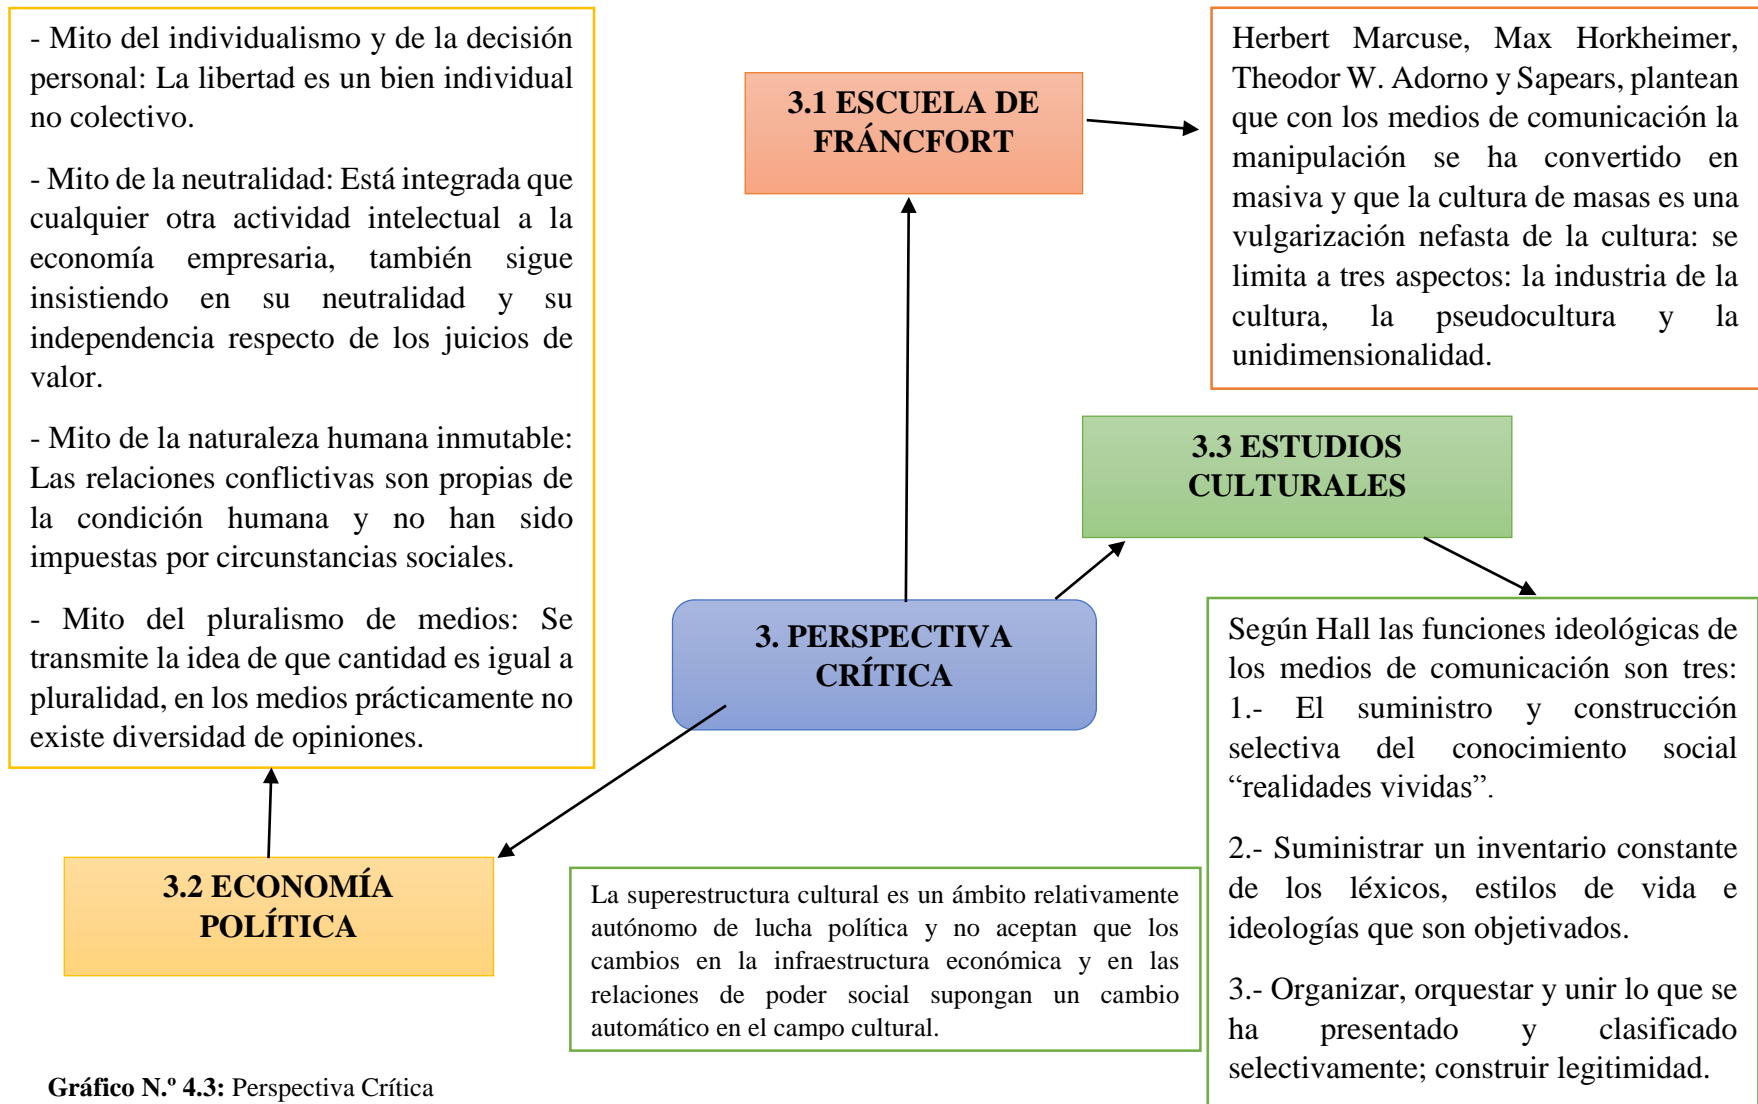 - Mito del individualismo y de la decisión
personal: La libertad es un bien individual
no colectivo.
- Mito de la neutralidad: Está integrada que
cualquier otra actividad intelectual a la
economía empresaria, también sigue
insistiendo en su neutralidad y su
independencia respecto de los juicios de
valor.
- Mito de la naturaleza humana inmutable:
Las relaciones conflictivas son propias de
la condición humana y no han sido
impuestas por circunstancias sociales.
- Mito del pluralismo de medios: Se
transmite la idea de que cantidad es igual a
pluralidad, en los medios prácticamente no
existe diversidad de opiniones.
3.1 ESCUELA DE
FRÁNCFORT
Herbert Marcuse, Max Horkheimer,
Theodor W. Adorno y Sapears, plantean
que con los medios de comunicación la
manipulación se ha convertido en
masiva y que la cultura de masas es una
vulgarización nefasta de la cultura: se
limita a tres aspectos: la industria de la
cultura, la pseudocultura y la
unidimensionalidad.
3.3 ESTUDIOS
CULTURALES
3. PERSPECTIVA
CRÍTICA
Según Hall las funciones ideológicas de
los medios de comunicación son tres:
1.- El suministro y construcción
selectiva del conocimiento social
“realidades vividas”.
2.- Suministrar un inventario constante
de los léxicos, estilos de vida e
ideologías que son objetivados.
3.- Organizar, orquestar y unir lo que se
ha presentado y clasificado
selectivamente; construir legitimidad.
3.2 ECONOMÍA
POLÍTICA
La superestructura cultural es un ámbito relativamente
autónomo de lucha política y no aceptan que los
cambios en la infraestructura económica y en las
relaciones de poder social supongan un cambio
automático en el campo cultural.
Gráfico N.º 4.3: Perspectiva Crítica